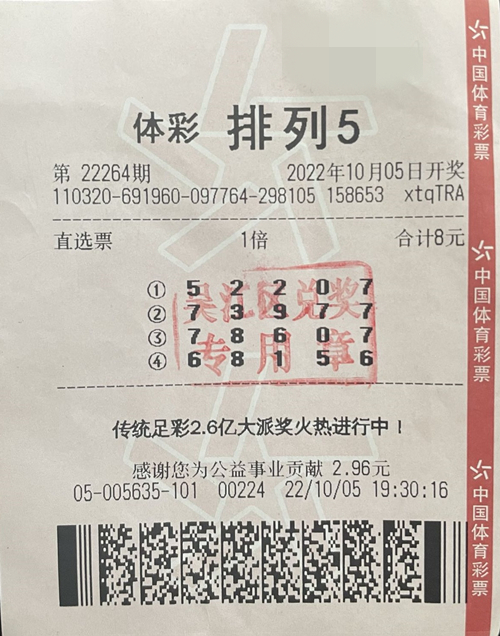 体彩 排列5
第 22264期 2022年10月05日开奖
110320-691960-097764-298105 158653 xtqTRA
直选票 1倍 合计8元
① 5 2 2 0 7
② 7 3 9 7 7
③ 7 8 6 0 7
④ 6 8 1 5 6
吴江区兑奖
专用章
传统足彩2.6亿大派奖火热进行中！
感谢您为公益事业贡献 2.96元
05-005635-101 00224 22/10/05 19:30:16
中国体育彩票
中国体育彩票
中国体育彩票